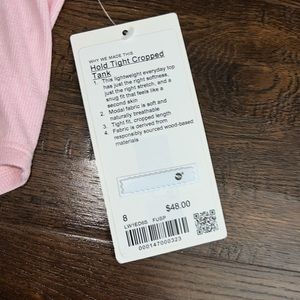 WHY WE MADE THIS
Hold Tight Cropped
Tank
1. This lightweight everyday top
has just the right softness,
just the right stretch, and a
snug fit that feels like a
second skin
2. Modal fabric is soft and
naturally breathable
3. Tight fit, cropped length
4. Fabric is derived from
responsibly sourced wood-based
materials
8 $48.00
LW1EO6S FUSP
000147000323